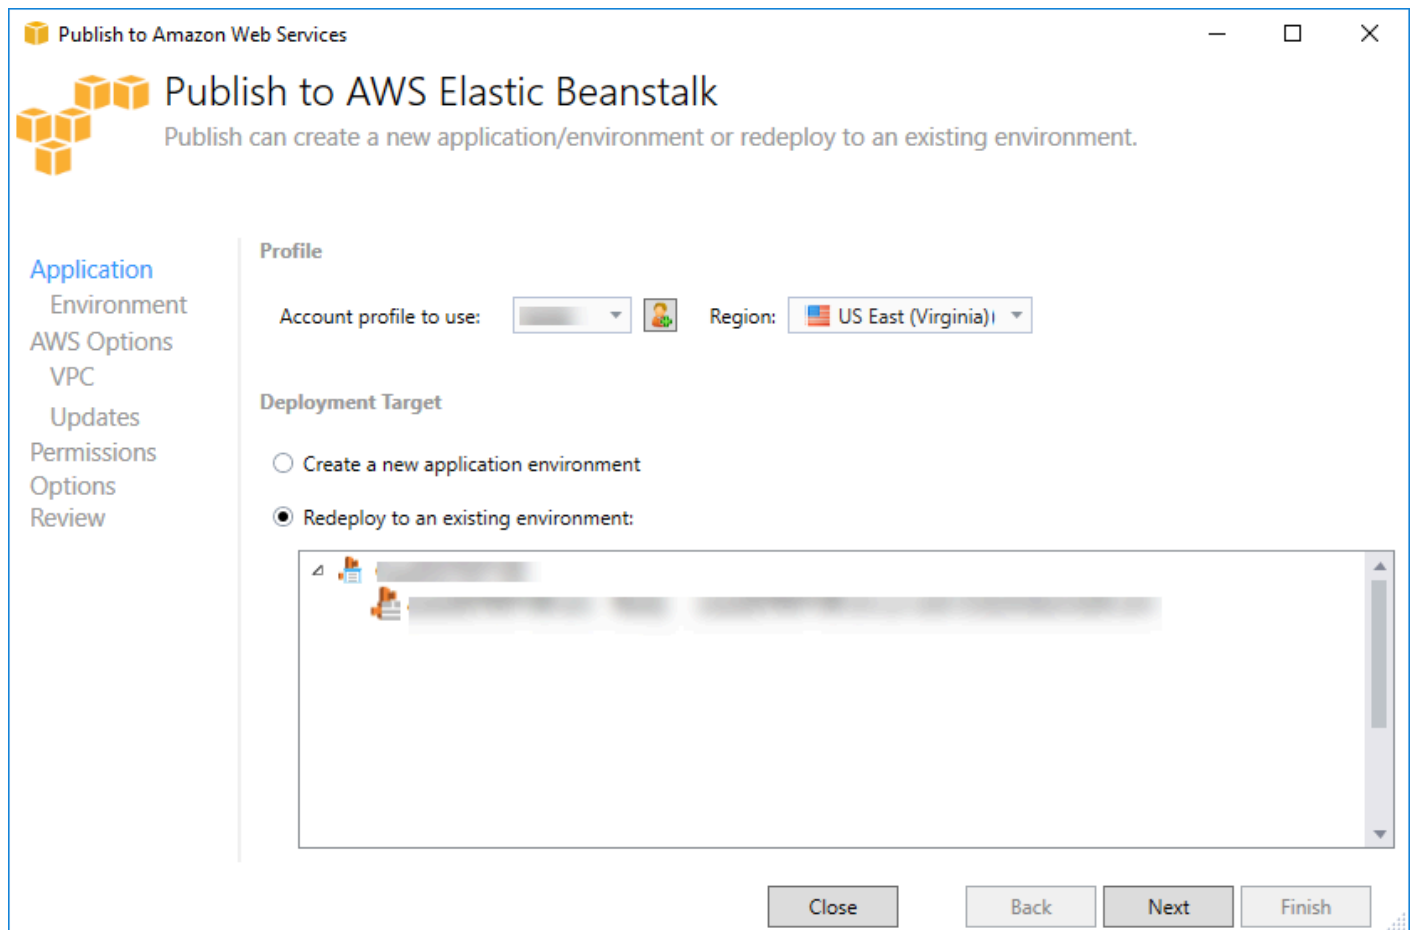 Publish to Amazon Web Services
Publish to AWS Elastic Beanstalk
Publish can create a new application/environment or redeploy to an existing environment.
Application
Environment
AWS Options
VPC
Updates
Permissions
Options
Review
Profile
Account profile to use:
Region:
US East (Virginia)
Deployment Target
Create a new application environment
Redeploy to an existing environment:
Close
Back
Next
Finish